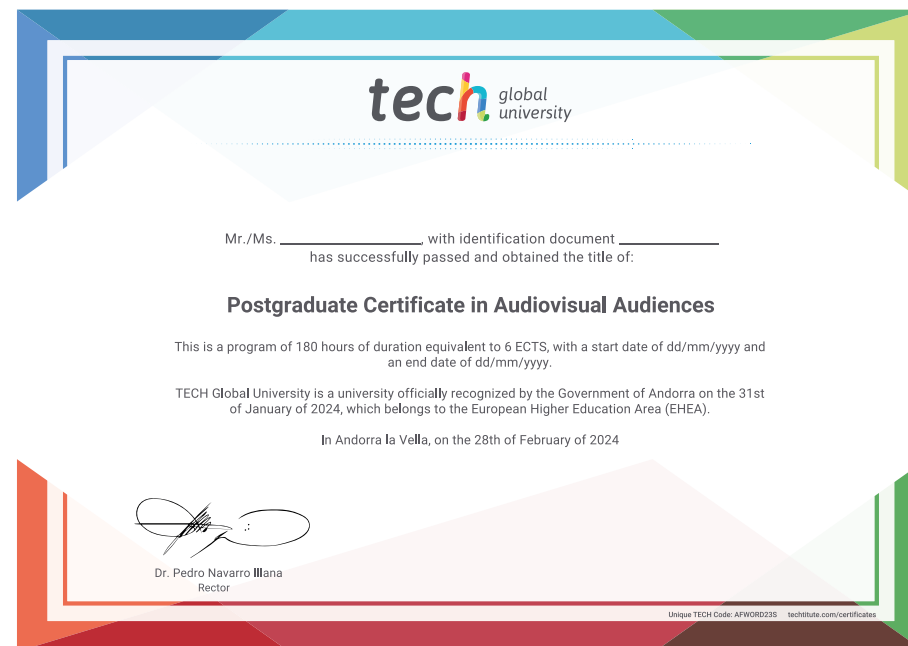 tech global university
Mr./Ms. ____________________, with identification document ______________
has successfully passed and obtained the title of:
Postgraduate Certificate in Audiovisual Audiences
This is a program of 180 hours of duration equivalent to 6 ECTS, with a start date of dd/mm/yyyy and
an end date of dd/mm/yyyy.
TECH Global University is a university officially recognized by the Government of Andorra on the 31st
of January of 2024, which belongs to the European Higher Education Area (EHEA).
In Andorra la Vella, on the 28th of February of 2024
Dr. Pedro Navarro Illana
Rector
Unique TECH Code: AFWORD23S techtitute.com/certificates